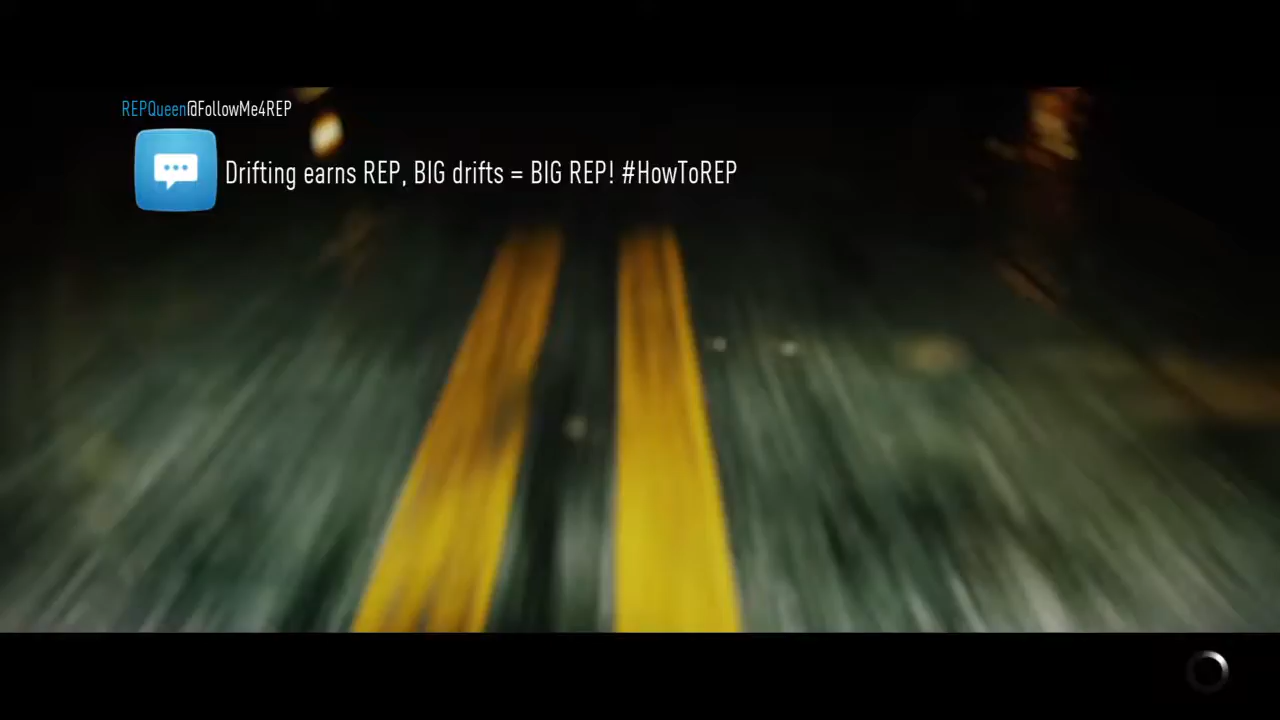 REPQueen@FollowMe4REP
Drifting earns REP, BIG drifts = BIG REP! #HowToREP